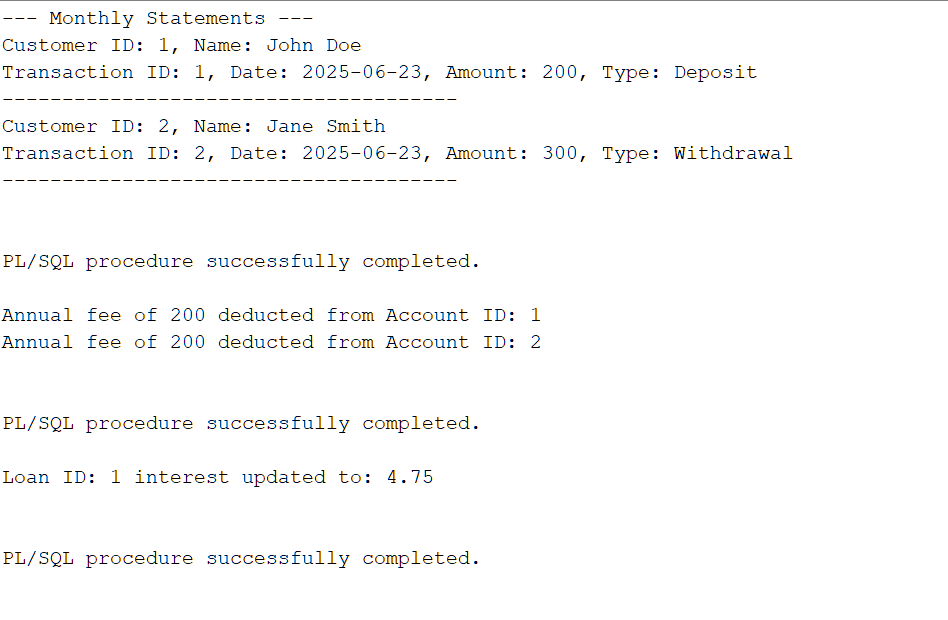 --- Monthly Statements ---
Customer ID: 1, Name: John Doe
Transaction ID: 1, Date: 2025-06-23, Amount: 200, Type: Deposit
--------------------------------------
Customer ID: 2, Name: Jane Smith
Transaction ID: 2, Date: 2025-06-23, Amount: 300, Type: Withdrawal
--------------------------------------
PL/SQL procedure successfully completed.
Annual fee of 200 deducted from Account ID: 1
Annual fee of 200 deducted from Account ID: 2
PL/SQL procedure successfully completed.
Loan ID: 1 interest updated to: 4.75
PL/SQL procedure successfully completed.